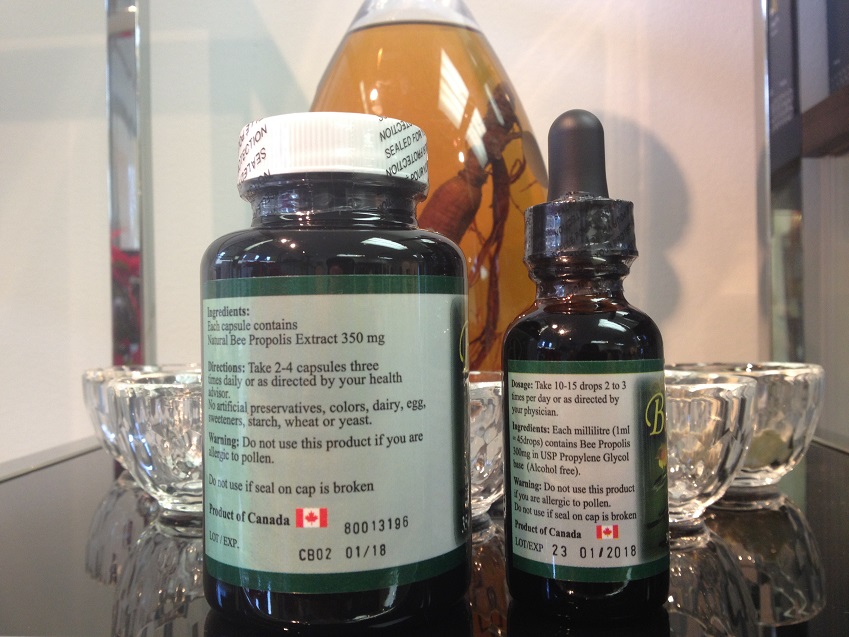 SEALED FOR
PROTECTION
Ingredients:
Each capsule contains
Natural Bee Propolis Extract 350 mg
Directions: Take 2-4 capsules three
times daily or as directed by your health
advisor.
No artificial preservatives, colors, dairy, egg,
sweeteners, starch, wheat or yeast.
Warning: Do not use this product if you are
allergic to pollen.
Do not use if seal on cap is broken
Product of Canada
80013196
LOT / EXP.
CB02 01/18
Dosage: Take 10-15 drops 2 to 3
times per day or as directed by
your physician.
Ingredients: Each millilitre (1ml
= 45drops) contains Bee Propolis
300mg in USP Propylene Glycol
base (Alcohol free).
Warning: Do not use this product
if you are allergic to pollen.
Do not use if seal on cap is broken
Product of Canada
LOT/EXP 23 01/2018